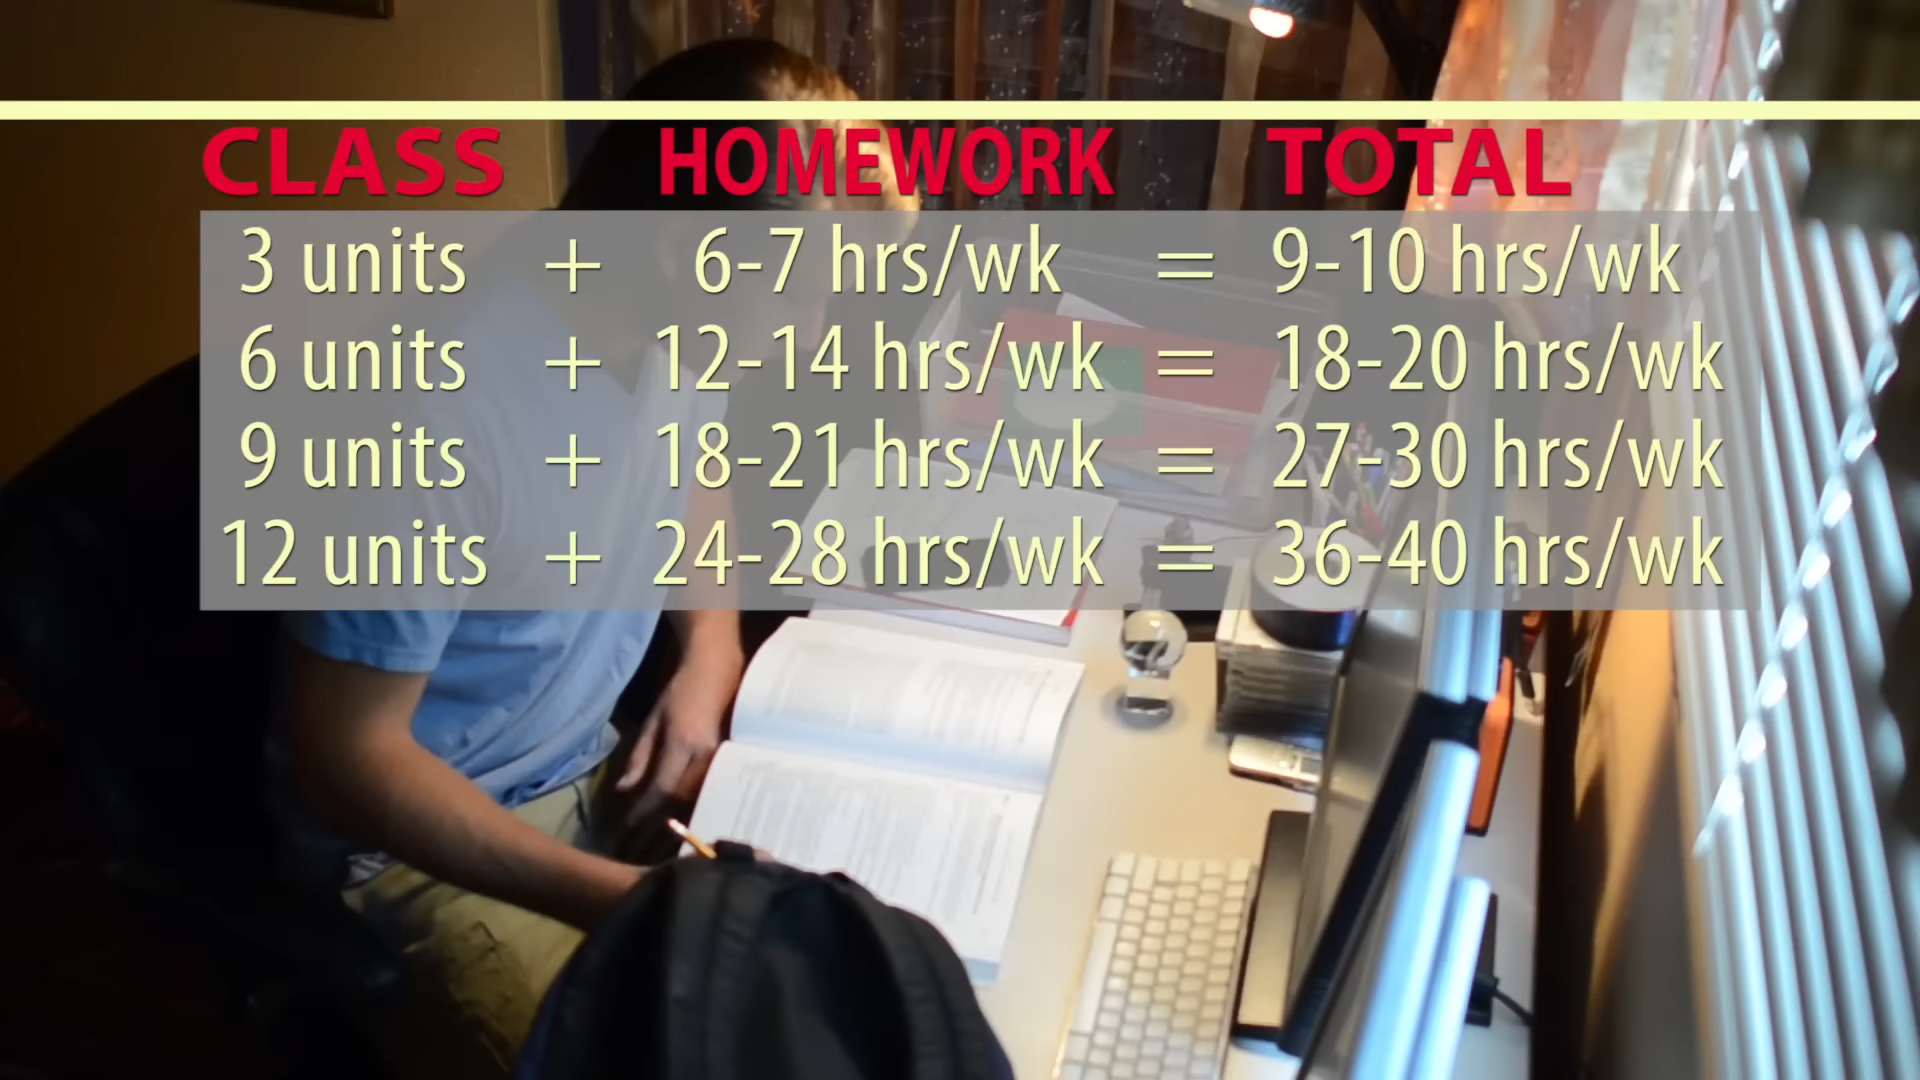 CLASS HOMEWORK TOTAL
3 units + 6-7 hrs/wk = 9-10 hrs/wk
6 units + 12-14 hrs/wk = 18-20 hrs/wk
9 units + 18-21 hrs/wk = 27-30 hrs/wk
12 units + 24-28 hrs/wk = 36-40 hrs/wk